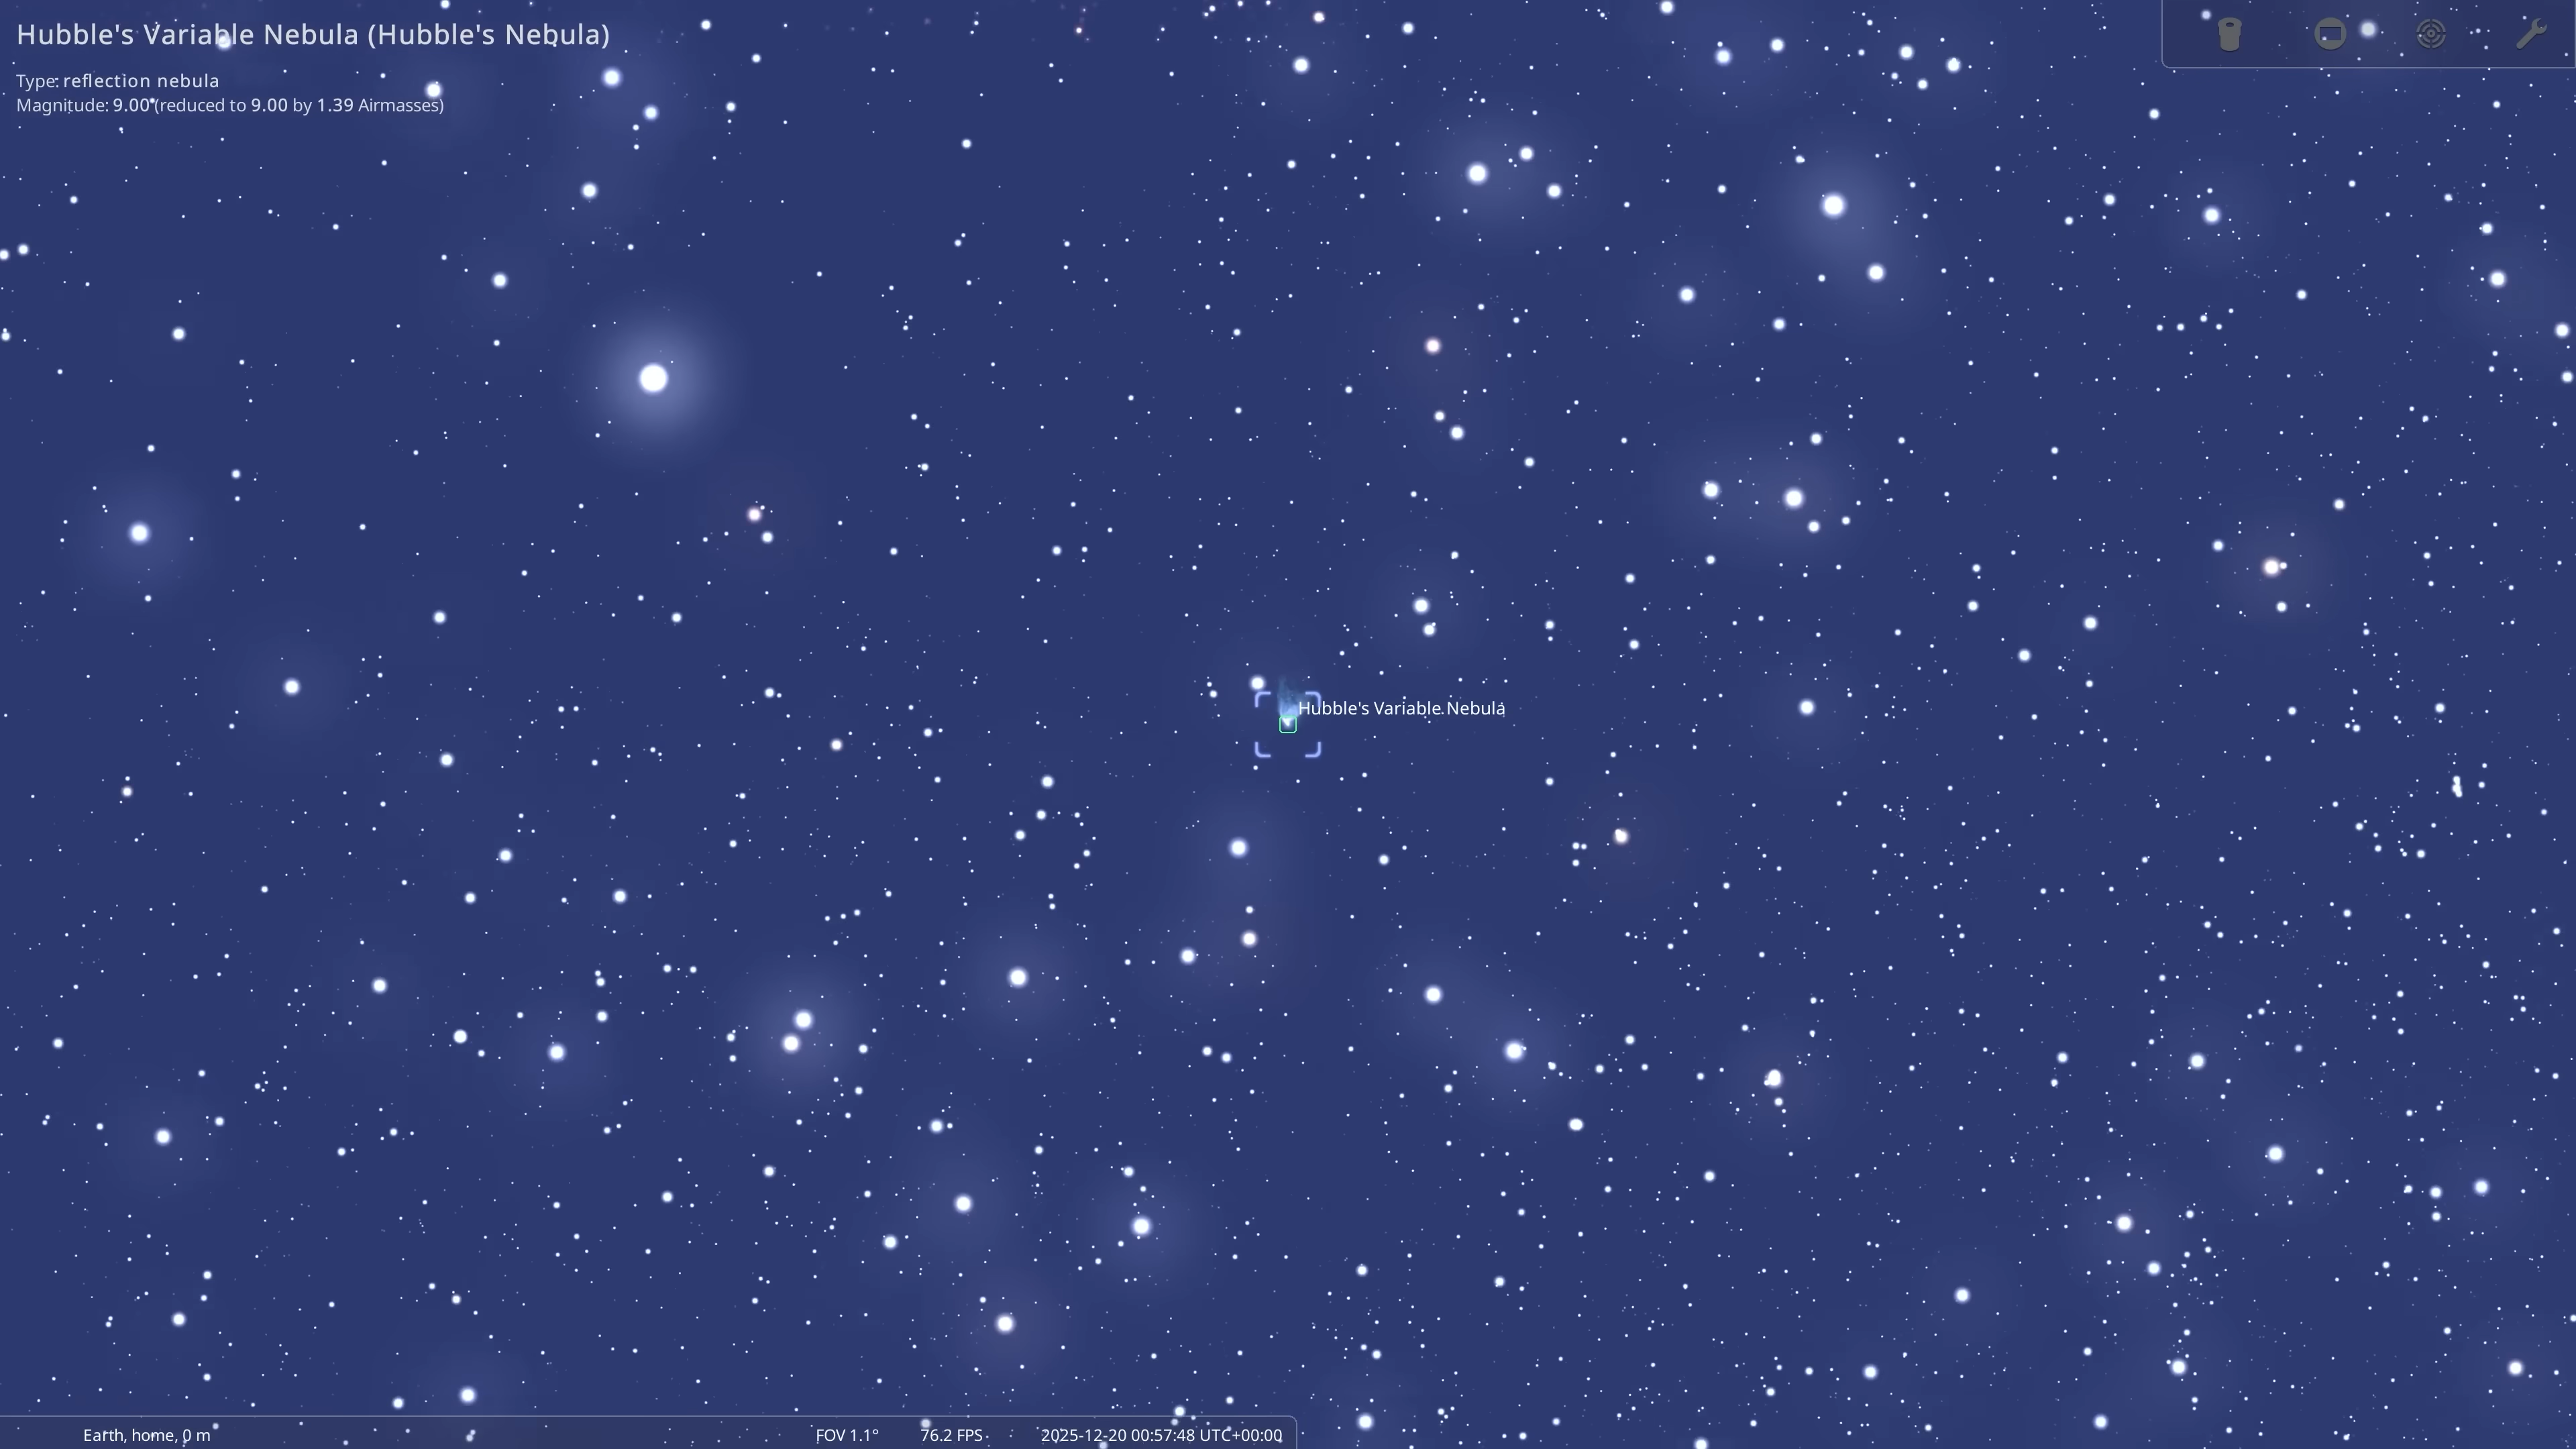 Hubble's Variable Nebula (Hubble's Nebula)
Type: reflection nebula
Magnitude: 9.00 (reduced to 9.00 by 1.39 Airmasses)
Hubble's Variable Nebula
Earth, home, 0 m FOV 1.1° 76.2 FPS 2025-12-20 00:57:48 UTC+00:00